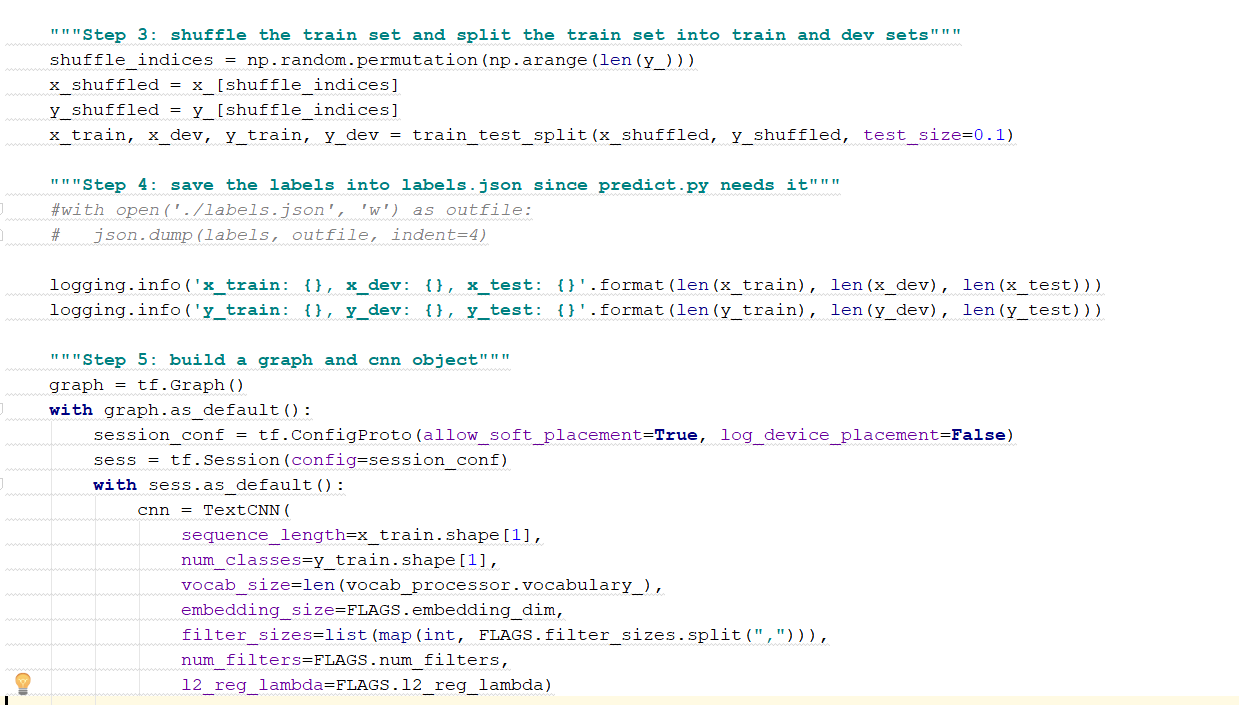 """Step 3: shuffle the train set and split the train set into train and dev sets"""
shuffle_indices = np.random.permutation(np.arange(len(y_)))
x_shuffled = x_[shuffle_indices]
y_shuffled = y_[shuffle_indices]
x_train, x_dev, y_train, y_dev = train_test_split(x_shuffled, y_shuffled, test_size=0.1)
"""Step 4: save the labels into labels.json since predict.py needs it"""
#with open('./labels.json', 'w') as outfile:
#   json.dump(labels, outfile, indent=4)
logging.info('x_train: {}, x_dev: {}, x_test: {}'.format(len(x_train), len(x_dev), len(x_test)))
logging.info('y_train: {}, y_dev: {}, y_test: {}'.format(len(y_train), len(y_dev), len(y_test)))
"""Step 5: build a graph and cnn object"""
graph = tf.Graph()
with graph.as_default():
    session_conf = tf.ConfigProto(allow_soft_placement=True, log_device_placement=False)
    sess = tf.Session(config=session_conf)
    with sess.as_default():
        cnn = TextCNN(
            sequence_length=x_train.shape[1],
            num_classes=y_train.shape[1],
            vocab_size=len(vocab_processor.vocabulary_),
            embedding_size=FLAGS.embedding_dim,
            filter_sizes=list(map(int, FLAGS.filter_sizes.split(","))),
            num_filters=FLAGS.num_filters,
            l2_reg_lambda=FLAGS.l2_reg_lambda)